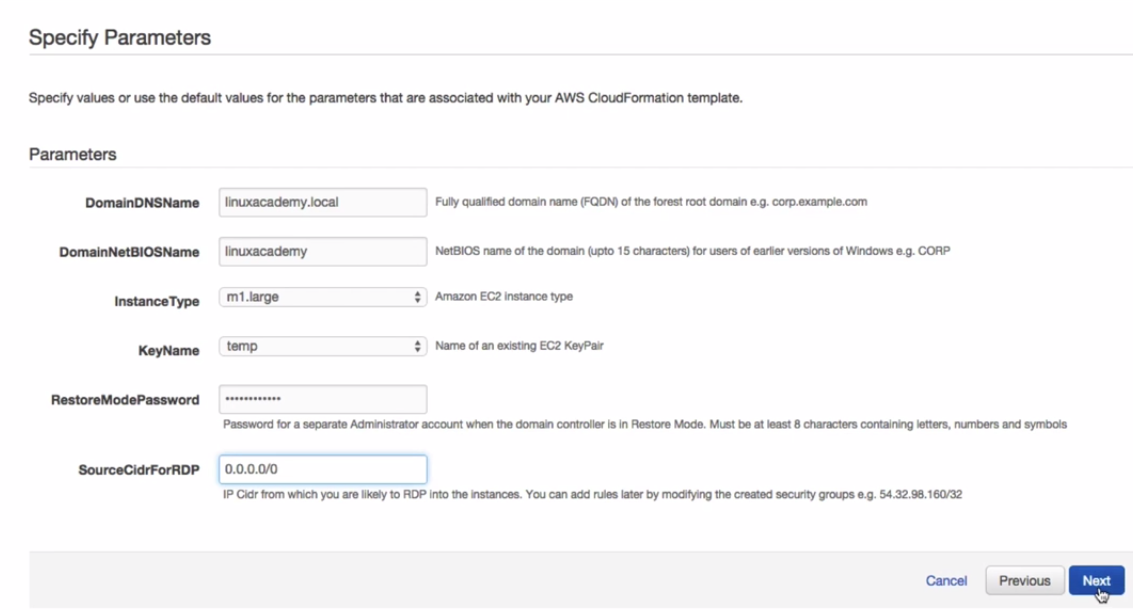 Specify Parameters
Specify values or use the default values for the parameters that are associated with your AWS CloudFormation template.
Parameters
DomainDNSName linuxacademy.local Fully qualified domain name (FQDN) of the forest root domain e.g. corp.example.com
DomainNetBIOSName linuxacademy NetBIOS name of the domain (upto 15 characters) for users of earlier versions of Windows e.g. CORP
InstanceType m1.large Amazon EC2 instance type
KeyName temp Name of an existing EC2 KeyPair
RestoreModePassword ••••••••••••
Password for a separate Administrator account when the domain controller is in Restore Mode. Must be at least 8 characters containing letters, numbers and symbols
SourceCidrForRDP 0.0.0.0/0
IP Cidr from which you are likely to RDP into the instances. You can add rules later by modifying the created security groups e.g. 54.32.98.160/32
Cancel Previous Next